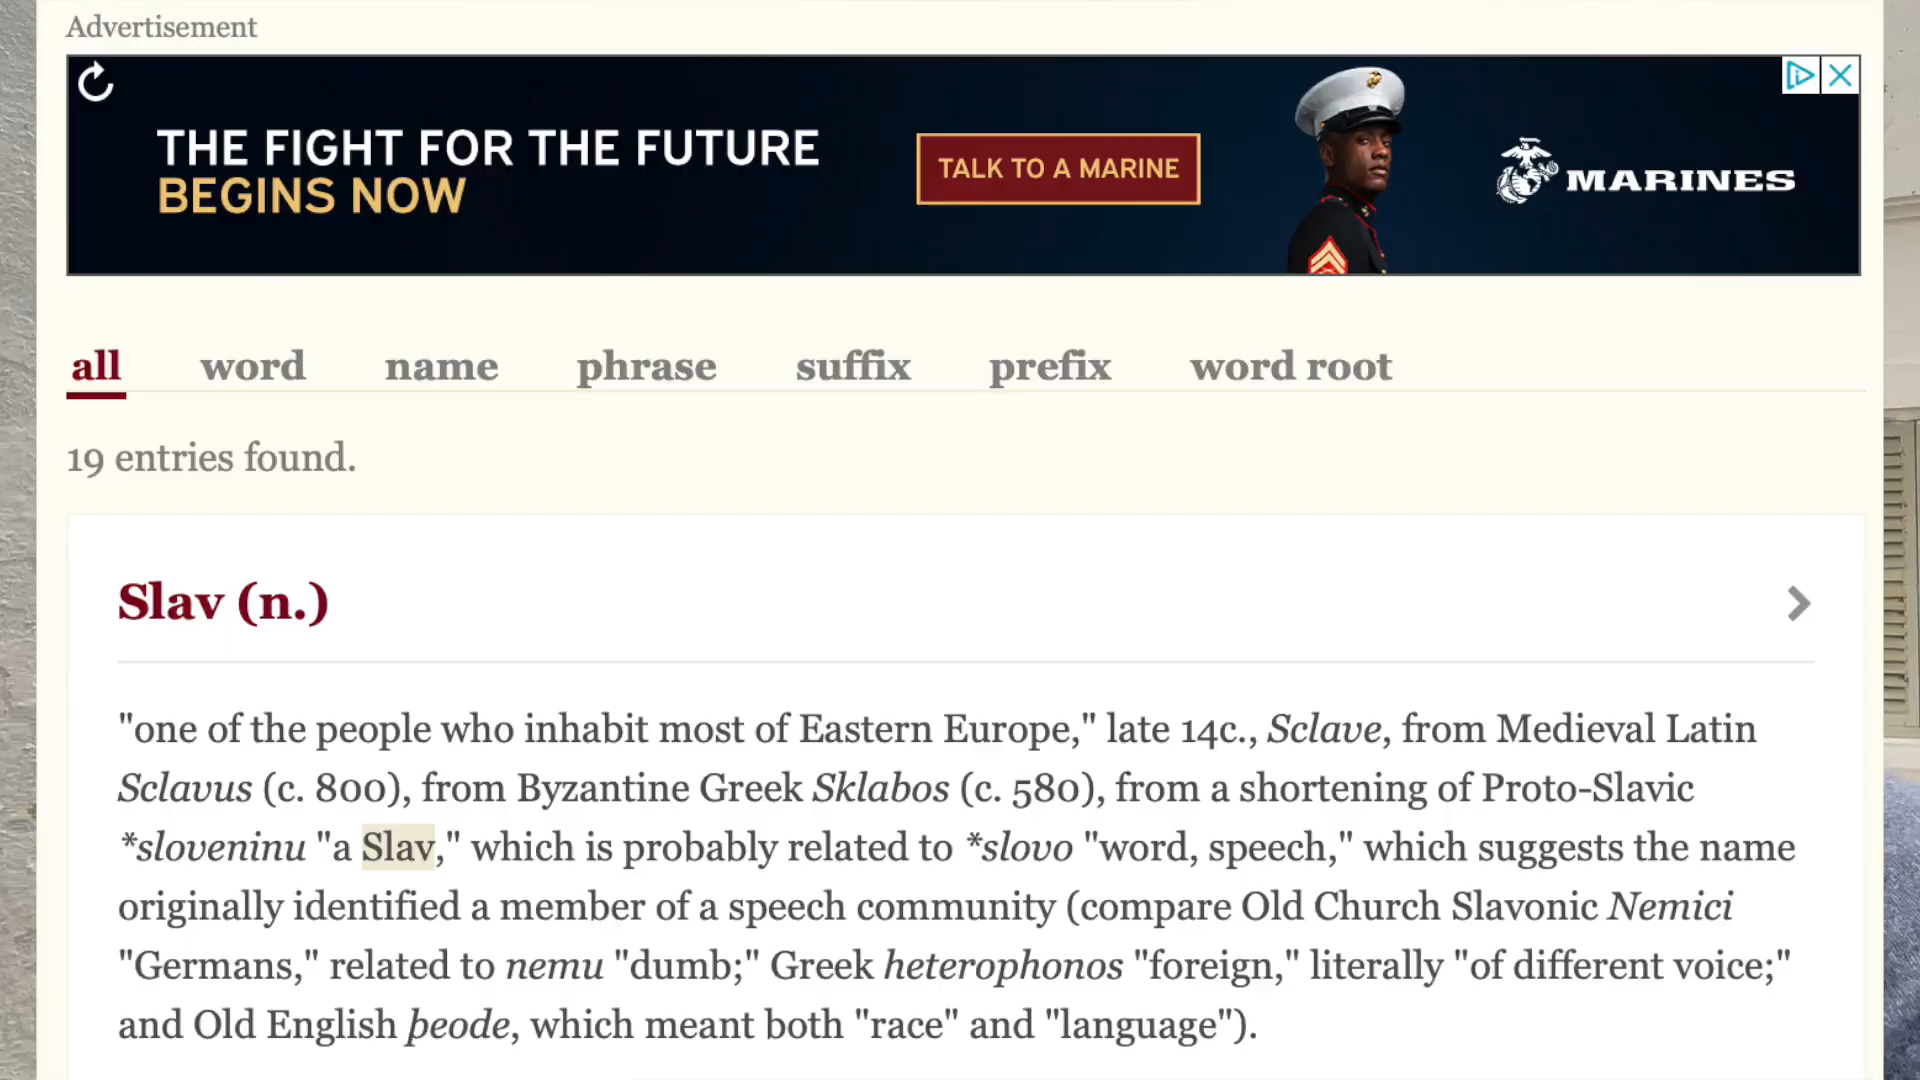 Advertisement
THE FIGHT FOR THE FUTURE
BEGINS NOW
TALK TO A MARINE
MARINES
all word name phrase suffix prefix word root
19 entries found.
Slav (n.)
"one of the people who inhabit most of Eastern Europe," late 14c., Sclave, from Medieval Latin
Sclavus (c. 800), from Byzantine Greek Sklabos (c. 580), from a shortening of Proto-Slavic
*sloveninu "a Slav," which is probably related to *slovo "word, speech," which suggests the name
originally identified a member of a speech community (compare Old Church Slavonic Nemici
"Germans," related to nemu "dumb;" Greek heterophonos "foreign," literally "of different voice;"
and Old English þeode, which meant both "race" and "language").